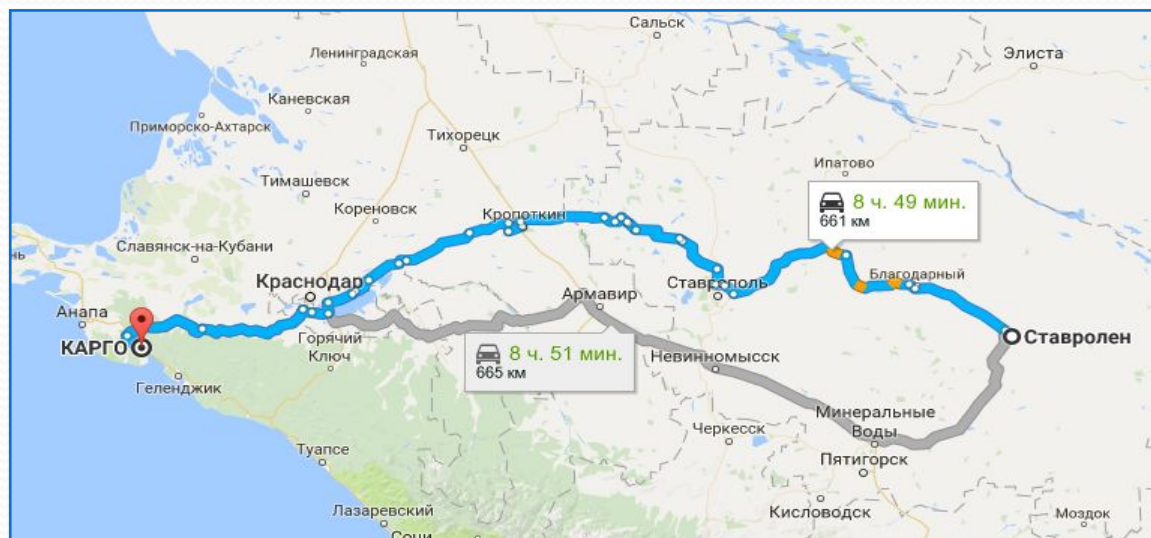 Сальск
Ленинградская
Элиста
Каневская
Приморско-Ахтарск
Тихорецк
Ипатово
Тимашевск
8 ч. 49 мин.
661 км
Кореновск
Кропоткин
Славянск-на-Кубани
Благодарный
Краснодар
Ставрополь
Армавир
Анапа
Ставролен
КАРГО
Горячий
Ключ
8 ч. 51 мин.
665 км
Невинномысск
Геленджик
Минеральные
Воды
Черкесск
Туапсе
Пятигорск
Лазаревский
Кисловодск
Моздок
Сочи